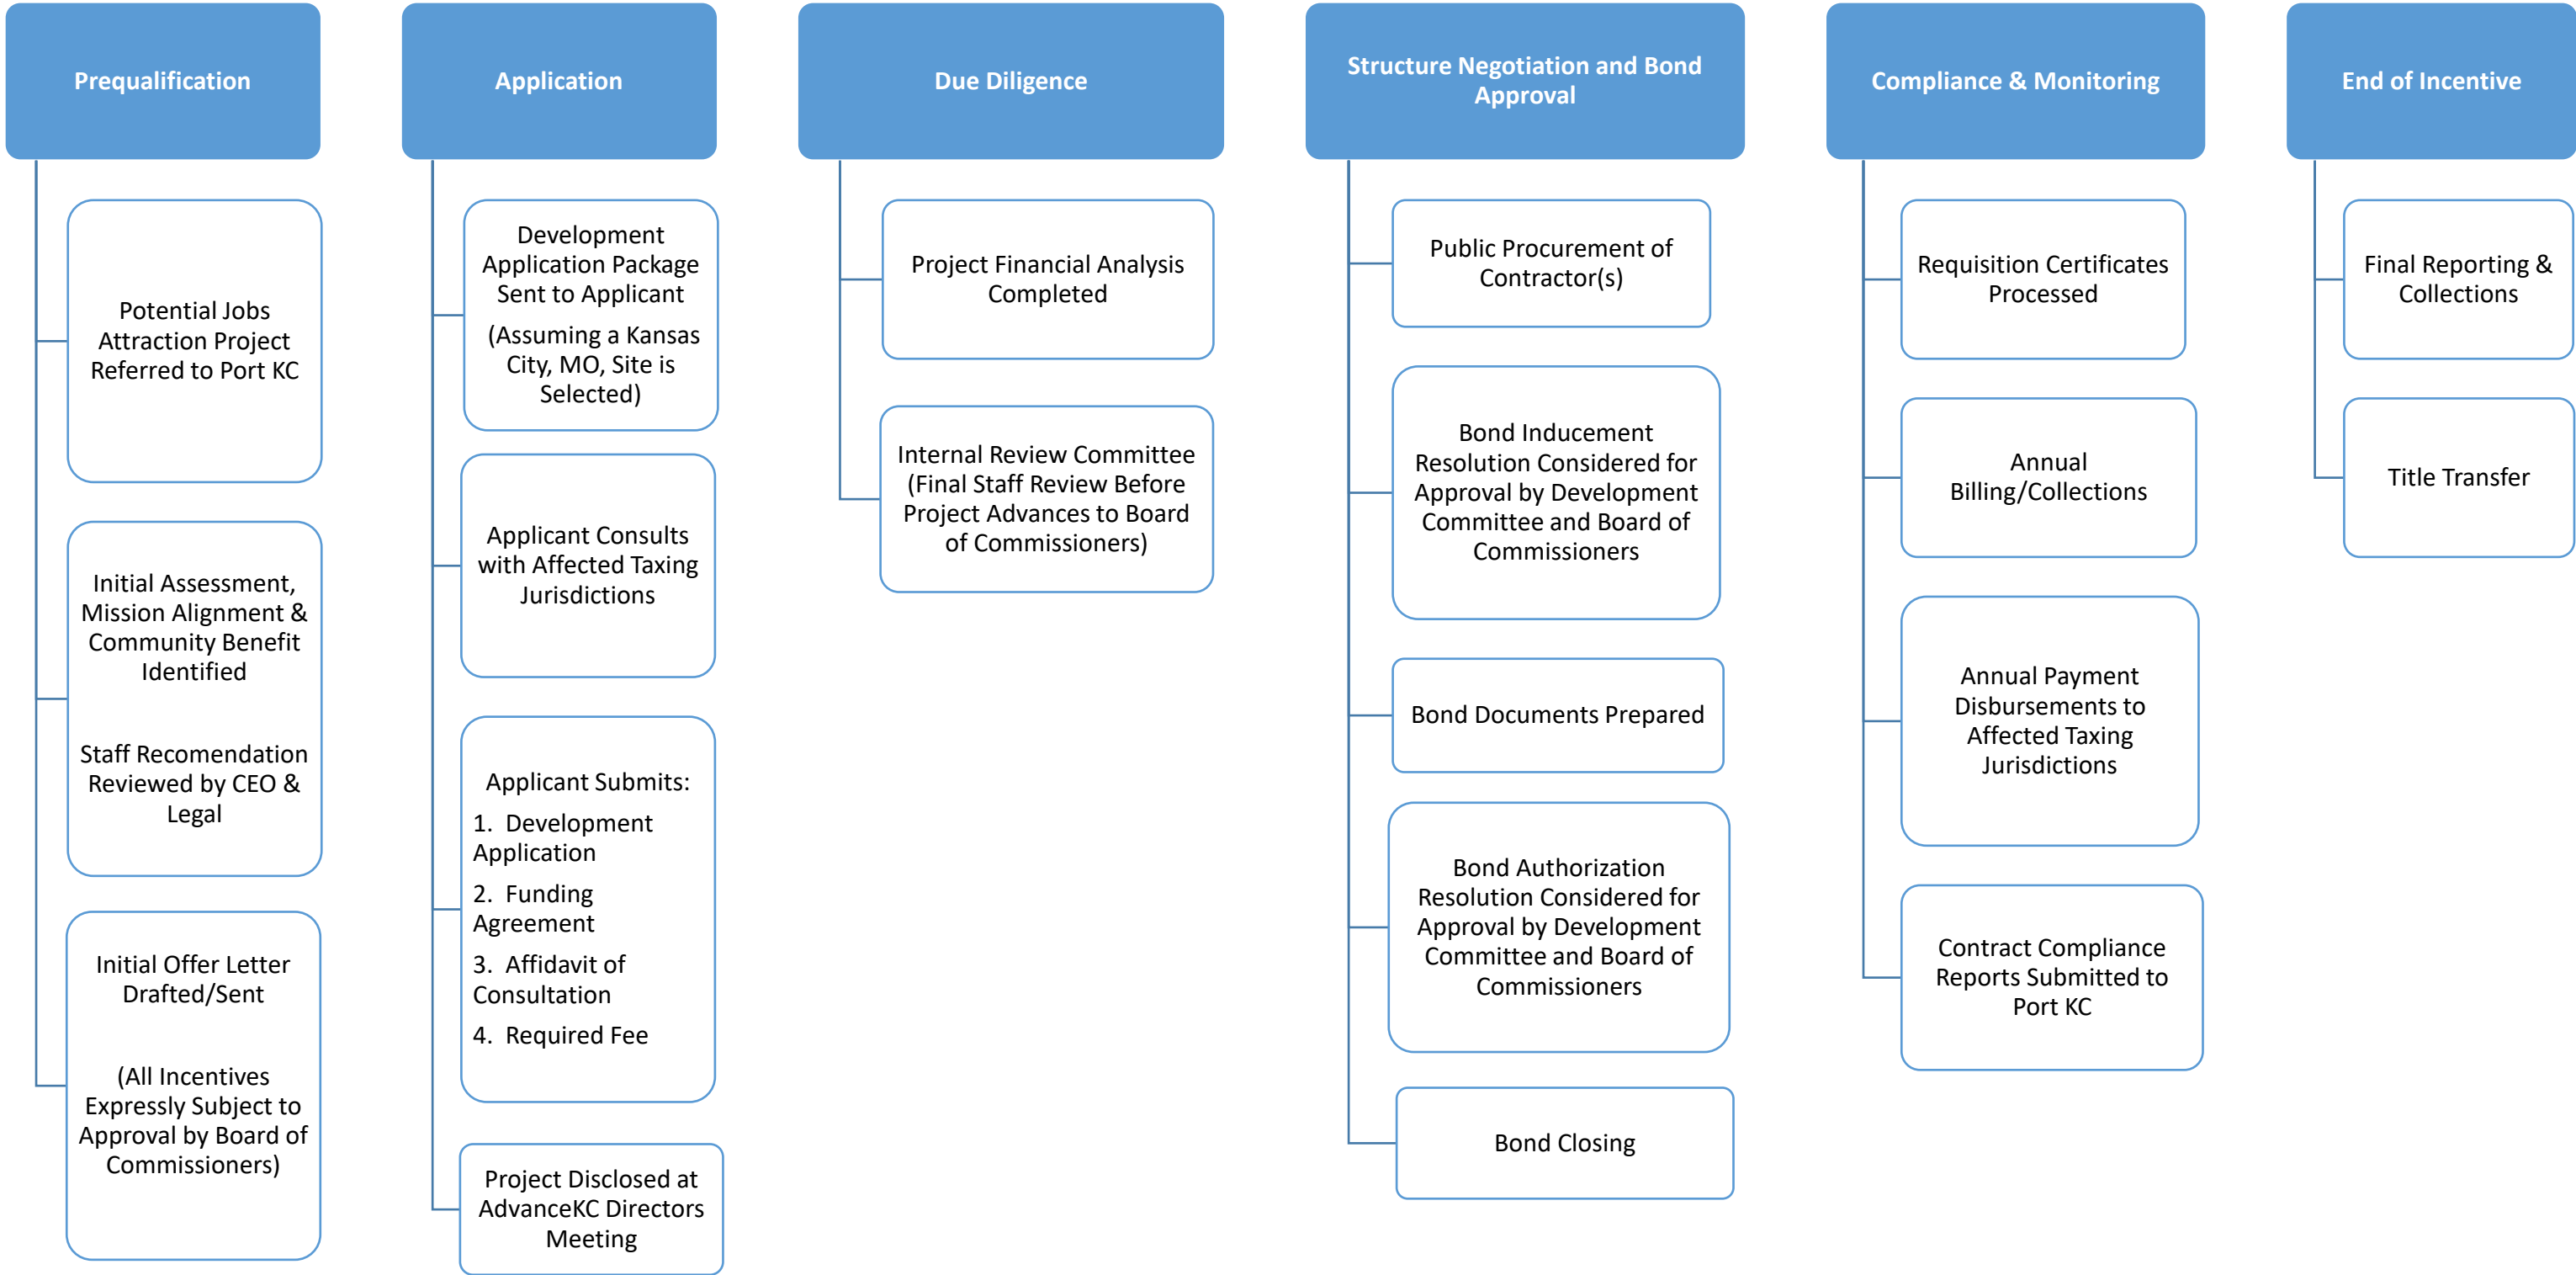 Prequalification
Potential Jobs
Attraction Project
Referred to Port KC
Initial Assessment,
Mission Alignment &
Community Benefit
Identified
Staff Recomendation
Reviewed by CEO &
Legal
Initial Offer Letter
Drafted/Sent
(All Incentives
Expressly Subject to
Approval by Board of
Commissioners)
Application
Development
Application Package
Sent to Applicant
(Assuming a Kansas
City, MO, Site is
Selected)
Applicant Consults
with Affected Taxing
Jurisdictions
Applicant Submits:
1. Development
Application
2. Funding
Agreement
3. Affidavit of
Consultation
4. Required Fee
Project Disclosed at
AdvanceKC Directors
Meeting
Due Diligence
Project Financial Analysis
Completed
Internal Review Committee
(Final Staff Review Before
Project Advances to Board
of Commissioners)
Structure Negotiation and Bond
Approval
Public Procurement of
Contractor(s)
Bond Inducement
Resolution Considered for
Approval by Development
Committee and Board of
Commissioners
Bond Documents Prepared
Bond Authorization
Resolution Considered for
Approval by Development
Committee and Board of
Commissioners
Bond Closing
Compliance & Monitoring
Requisition Certificates
Processed
Annual
Billing/Collections
Annual Payment
Disbursements to
Affected Taxing
Jurisdictions
Contract Compliance
Reports Submitted to
Port KC
End of Incentive
Final Reporting &
Collections
Title Transfer